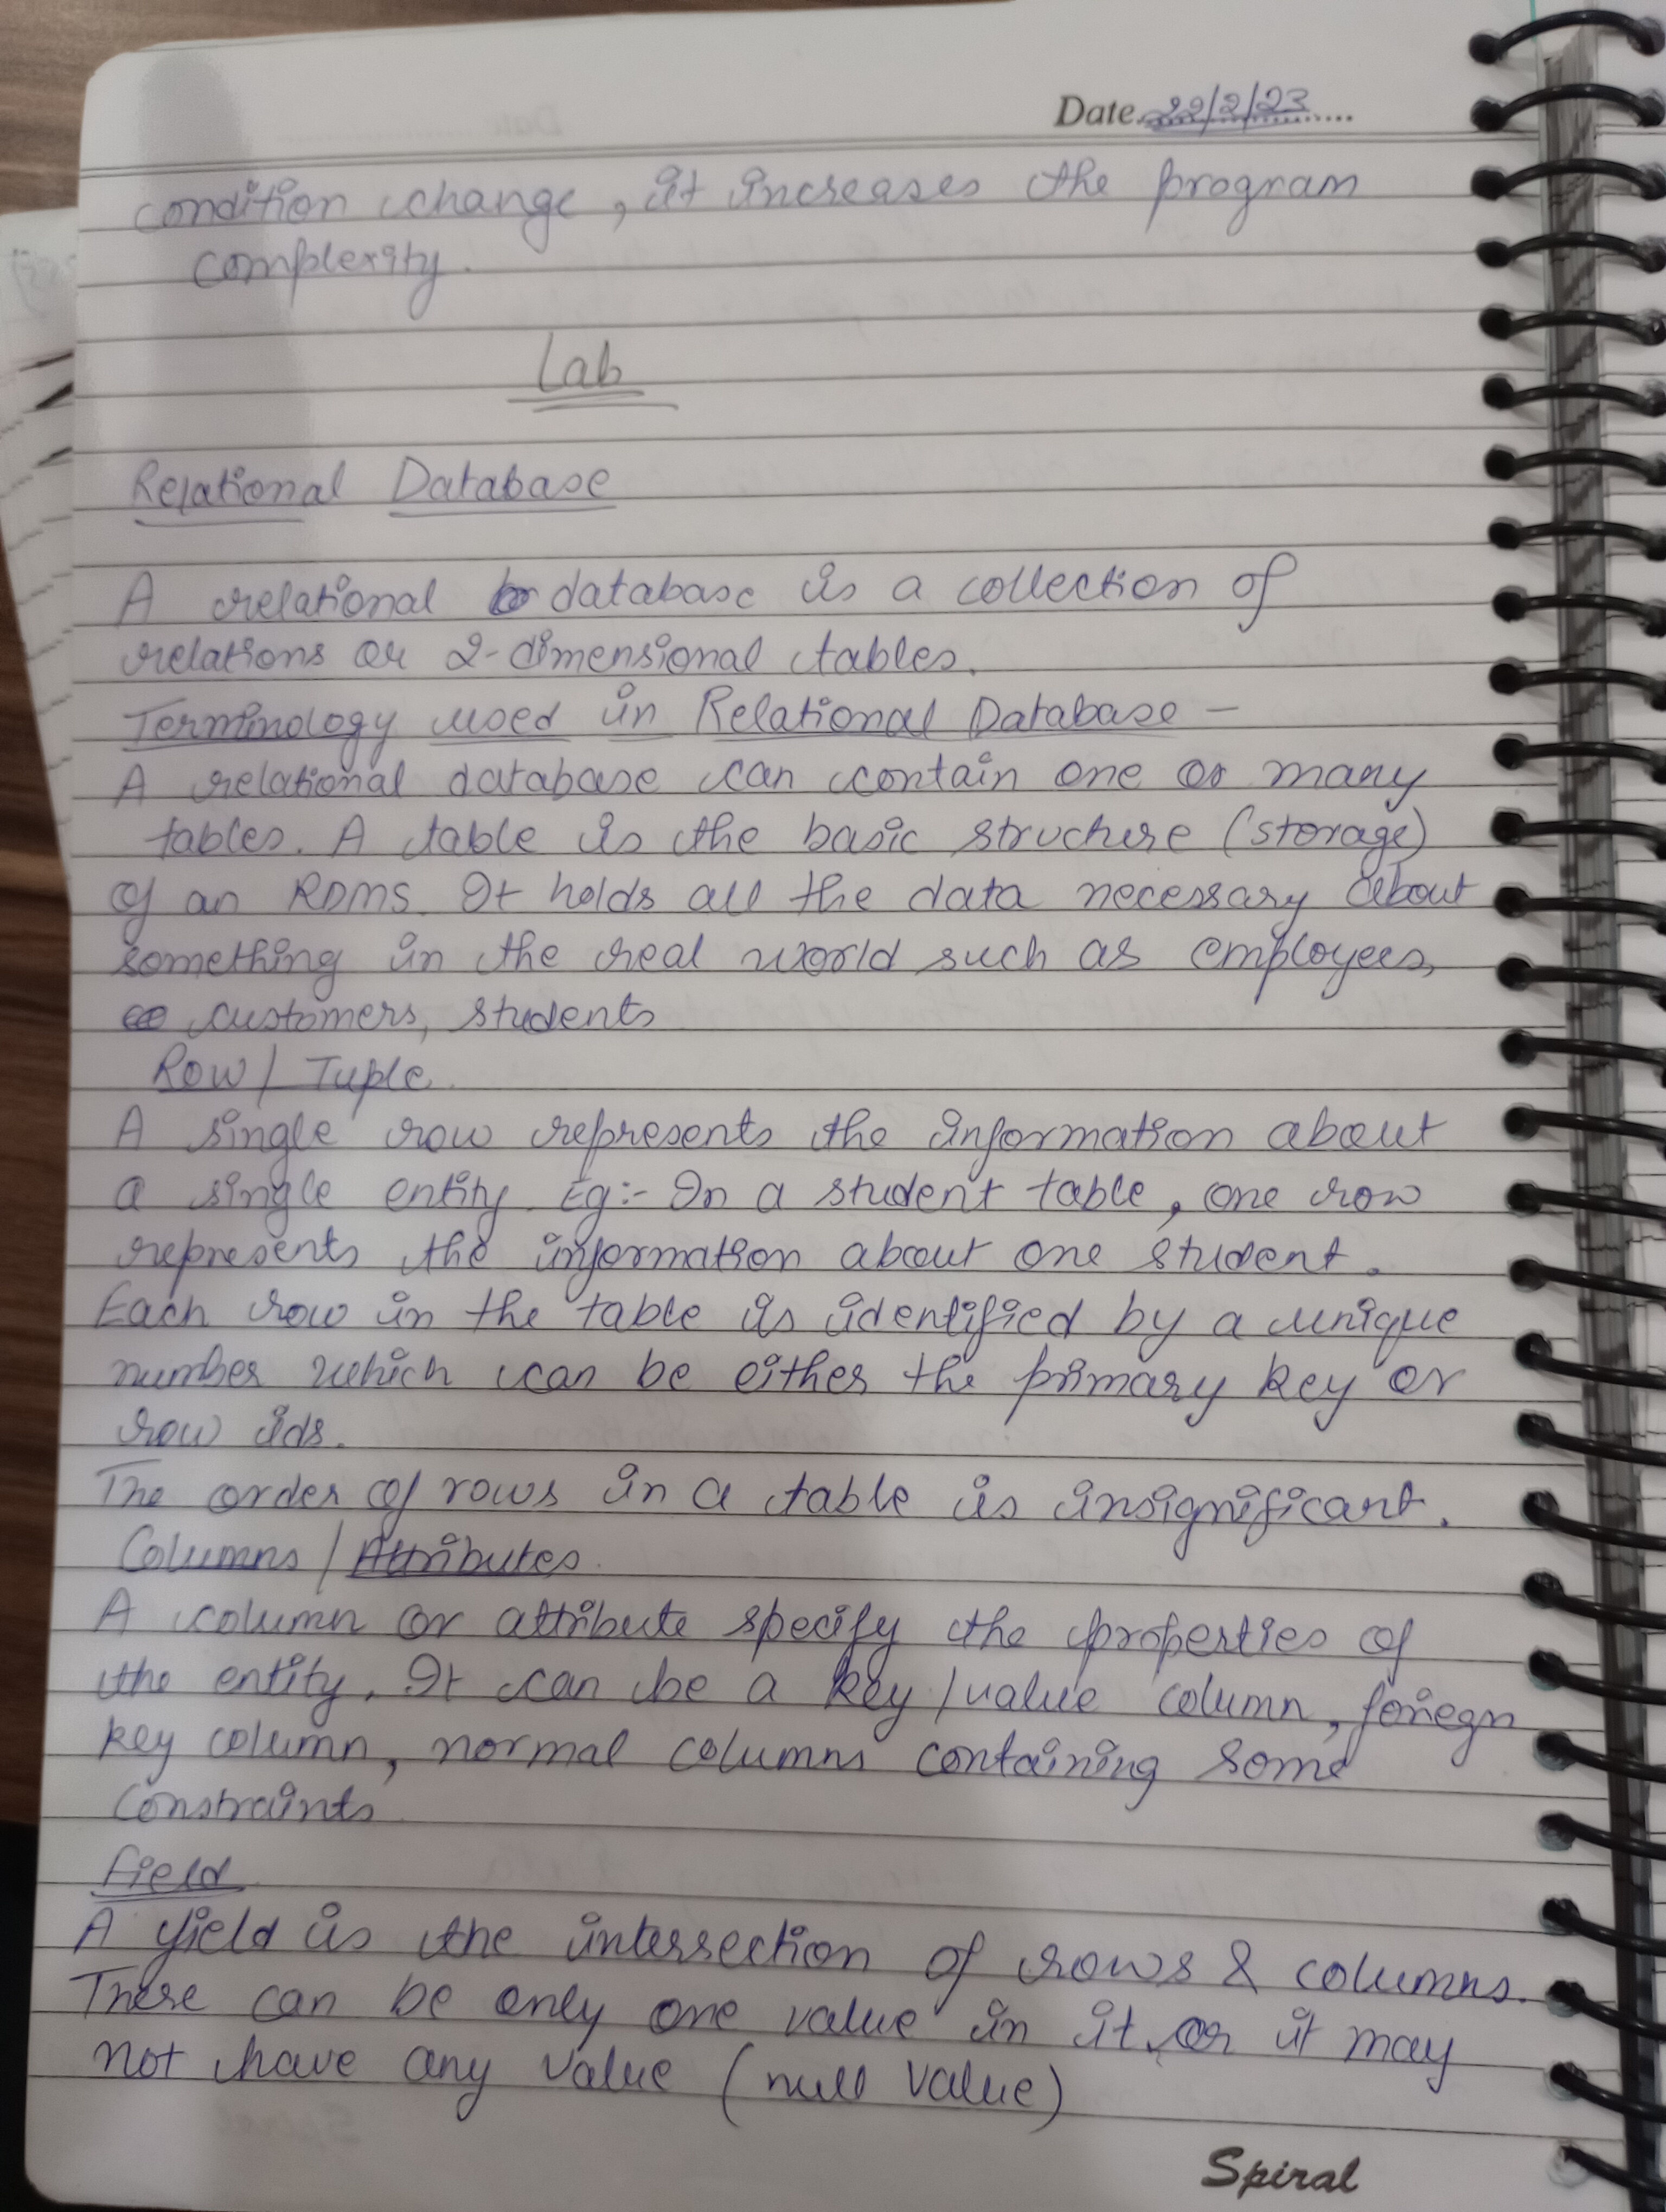 Date 22/2/23
condition change, it increases the program
complexity.
Lab
Relational Database
A relational database is a collection of
relations or 2-dimensional tables.
Terminology used in Relational Database -
A relational database can contain one or many
tables. A table is the basic structure (storage)
of an RDMS. It holds all the data necessary about
something in the real world such as employees,
customers, students
Row / Tuple
A single row represents the information about
a single entity. Eg:- In a student table, one row
represents the information about one student.
Each row in the table is identified by a unique
number which can be either the primary key or
row ids.
The order of rows in a table is insignificant.
Columns / Attributes.
A column or attribute specify the properties of
the entity. It can be a key / value column, foriegn
key column, normal columns containing some
constraints
Field
A field is the intersection of rows & columns.
There can be only one value in it or it may
not have any value (null value)
Spiral